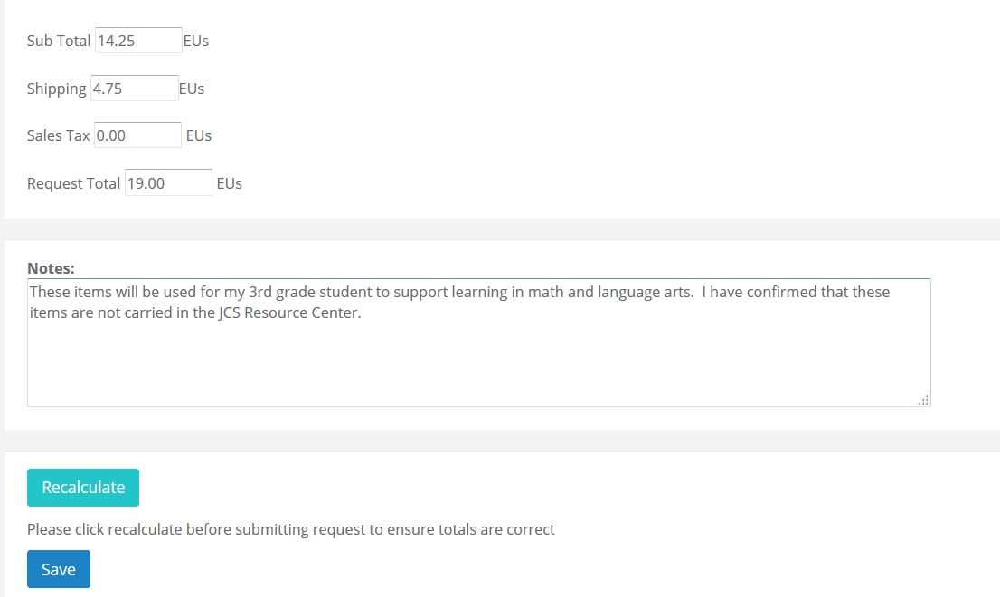 Sub Total 14.25 EUs
Shipping 4.75 EUs
Sales Tax 0.00 EUs
Request Total 19.00 EUs
Notes:
These items will be used for my 3rd grade student to support learning in math and language arts.  I have confirmed that these
items are not carried in the JCS Resource Center.
Recalculate
Please click recalculate before submitting request to ensure totals are correct
Save